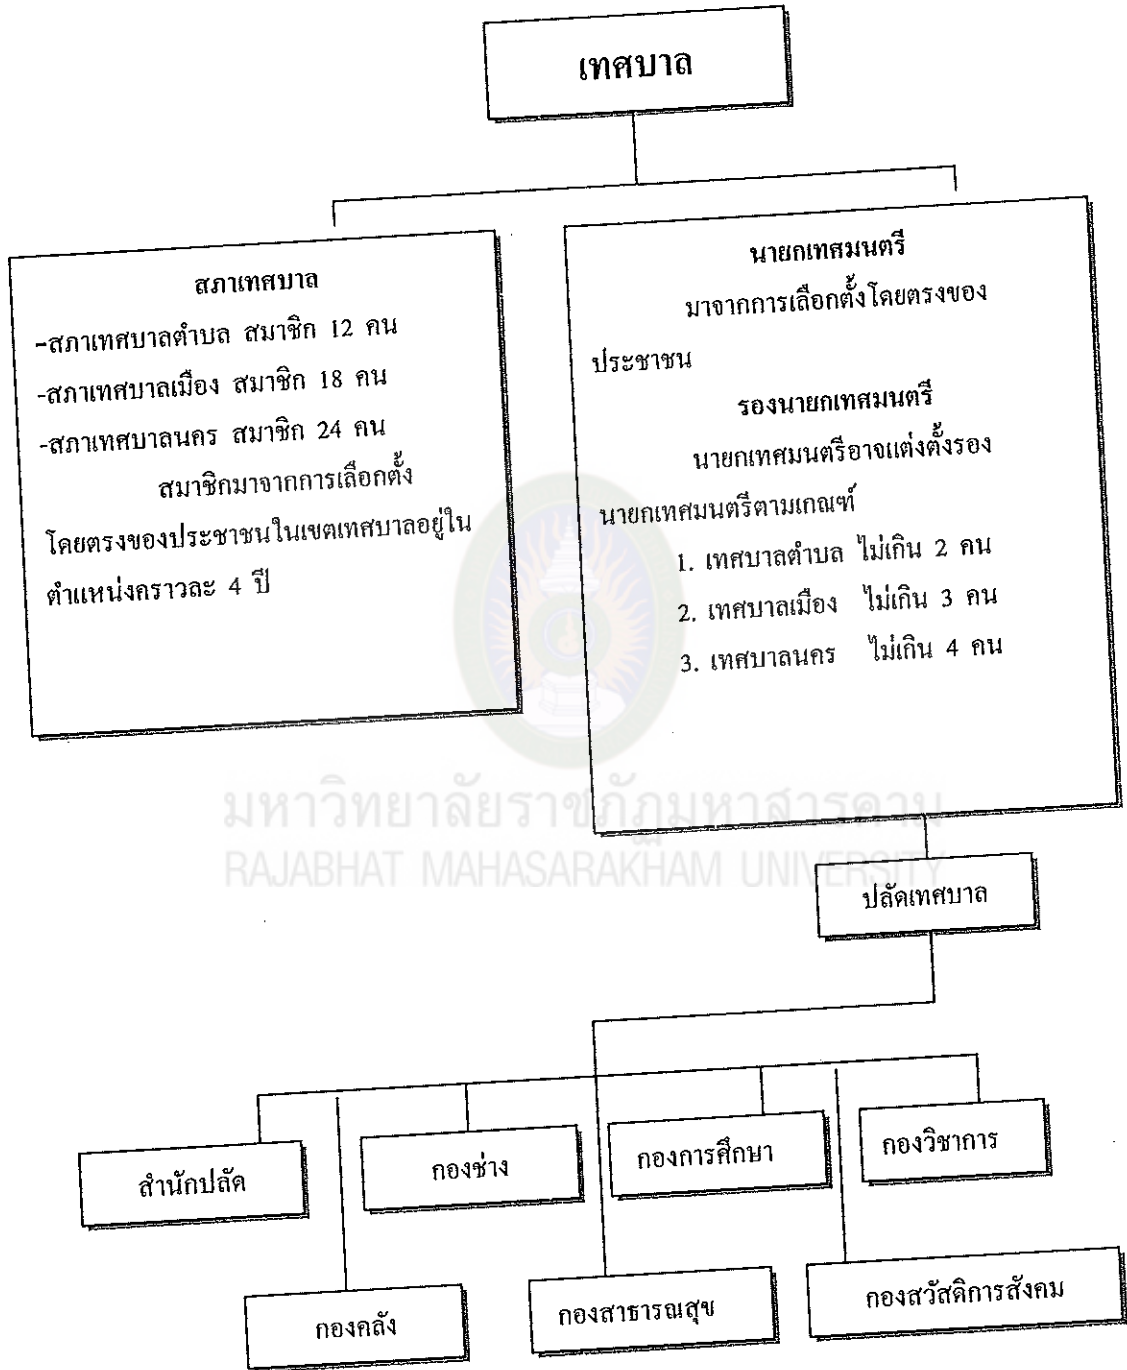 เทศบาล
สภาเทศบาล
-สภาเทศบาลตำบล สมาชิก 12 คน
-สภาเทศบาลเมือง สมาชิก 18 คน
-สภาเทศบาลนคร สมาชิก 24 คน
สมาชิกมาจากการเลือกตั้ง
โดยตรงของประชาชนในเขตเทศบาลอยู่ใน
ตำแหน่งคราวละ 4 ปี
นายกเทศมนตรี
มาจากการเลือกตั้งโดยตรงของ
ประชาชน
รองนายกเทศมนตรี
นายกเทศมนตรีอาจแต่งตั้งรอง
นายกเทศมนตรีตามเกณฑ์
1. เทศบาลตำบล ไม่เกิน 2 คน
2. เทศบาลเมือง ไม่เกิน 3 คน
3. เทศบาลนคร ไม่เกิน 4 คน
มหาวิทยาลัยราชภัฏมหาสารคาม
RAJABHAT MAHASARAKHAM UNIVERSITY
ปลัดเทศบาล
สำนักปลัด
กองช่าง
กองการศึกษา
กองวิชาการ
กองคลัง
กองสาธารณสุข
กองสวัสดิการสังคม